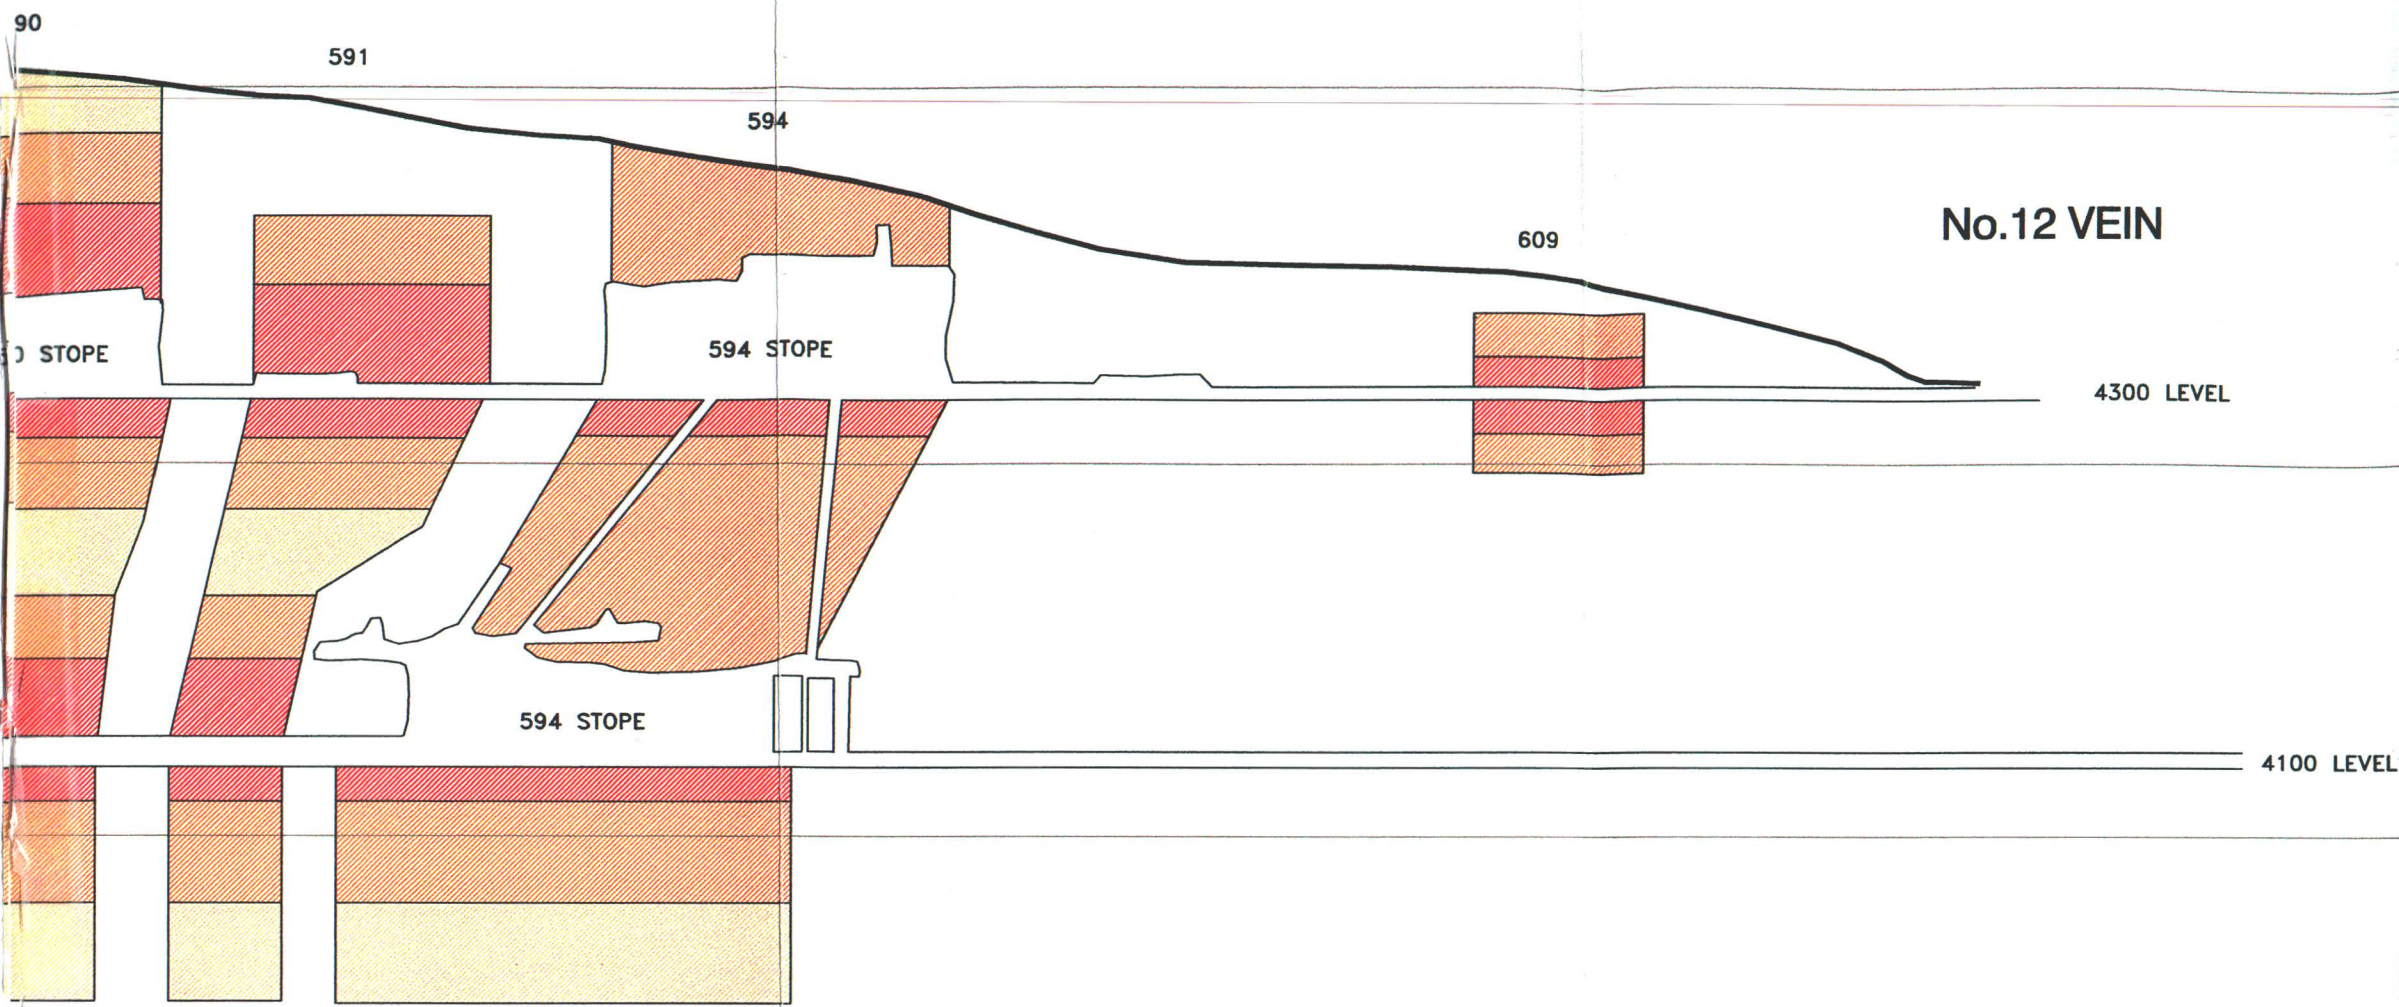 90
591
594
609
No.12 VEIN
STOPE
594 STOPE
4300 LEVEL
594 STOPE
4100 LEVEL